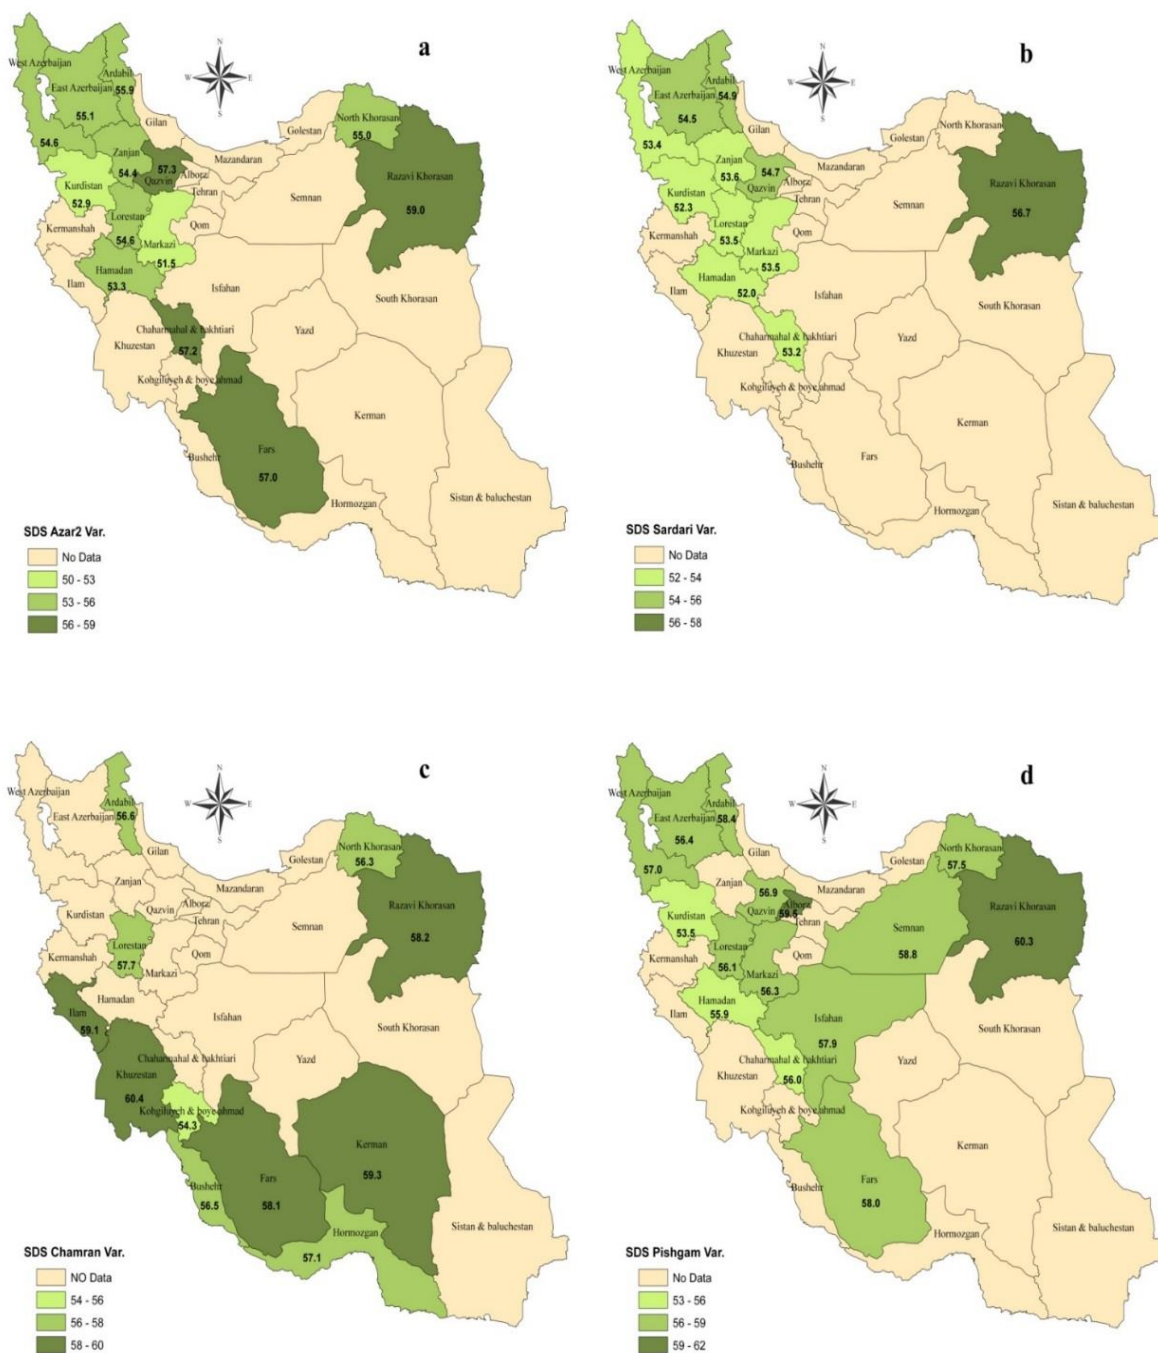 a
N
W E
S
West Azerbaijan
Ardabil
55.9
East Azerbaijan
55.1
54.6
Gilan
Zanjan
54.4
57.3
Qazvin
Alborz
Mazandaran
Golestan
North Khorasan
55.0
Razavi Khorasan
59.0
Kurdistan
52.9
Tehran
Semnan
Lorestan
54.6
Kermanshah
Markazi
51.5
Qom
Hamadan
53.3
Ilam
Isfahan
South Khorasan
Chaharmahal & bakhtiari
57.2
Khuzestan
Yazd
Kohgiluyeh & boye ahmad
Kerman
Fars
57.0
Bushehr
Hormozgan
Sistan & baluchestan
SDS Azar2 Var.
No Data
50 - 53
53 - 56
56 - 59
b
N
W E
S
West Azerbaijan
Ardabil
54.9
East Azerbaijan
54.5
53.4
Gilan
Zanjan
53.6
54.7
Qazvin
Alborz
Mazandaran
Golestan
North Khorasan
Razavi Khorasan
56.7
Kurdistan
52.3
Tehran
Semnan
Lorestan
53.5
Kermanshah
Markazi
53.5
Qom
Hamadan
52.0
Ilam
Isfahan
South Khorasan
Chaharmahal & bakhtiari
53.2
Khuzestan
Yazd
Kohgiluyeh & boye ahmad
Kerman
Fars
Bushehr
Hormozgan
Sistan & baluchestan
SDS Sardari Var.
No Data
52 - 54
54 - 56
56 - 58
c
N
W E
S
West Azerbaijan
Ardabil
56.6
East Azerbaijan
Gilan
Zanjan
Qazvin
Alborz
Mazandaran
Golestan
North Khorasan
56.3
Razavi Khorasan
58.2
Kurdistan
Tehran
Semnan
Lorestan
57.7
Kermanshah
Markazi
Qom
Hamadan
Ilam
59.1
Isfahan
South Khorasan
Chaharmahal & bakhtiari
Khuzestan
60.4
Yazd
Kohgiluyeh & boye ahmad
54.3
Kerman
59.3
Fars
58.1
Bushehr
56.5
Hormozgan
57.1
Sistan & baluchestan
SDS Chamran Var.
NO Data
54 - 56
56 - 58
58 - 60
d
N
W E
S
West Azerbaijan
Ardabil
58.4
East Azerbaijan
56.4
57.0
Gilan
Zanjan
56.9
Qazvin
Alborz
Mazandaran
Golestan
North Khorasan
57.5
Razavi Khorasan
60.3
Kurdistan
53.5
Tehran
Semnan
58.8
Lorestan
56.1
Kermanshah
Markazi
56.3
Qom
Hamadan
55.9
Ilam
Isfahan
57.9
South Khorasan
Chaharmahal & bakhtiari
56.0
Khuzestan
Yazd
Kohgiluyeh & boye ahmad
Kerman
Fars
58.0
Bushehr
Hormozgan
Sistan & baluchestan
SDS Pishgam Var.
No Data
53 - 56
56 - 59
59 - 62